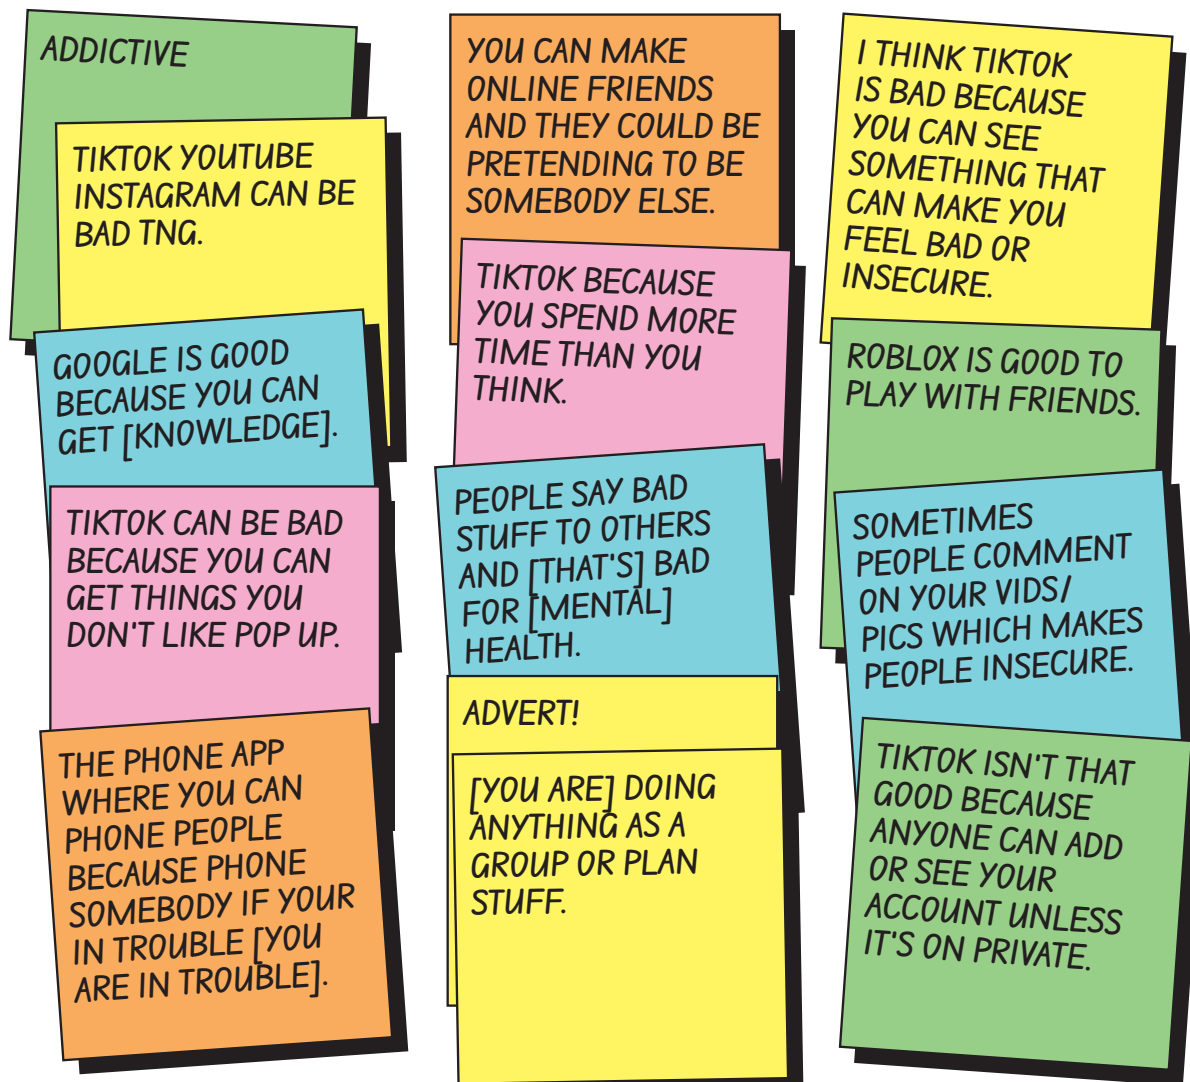 ADDICTIVE
TIKTOK YOUTUBE
INSTAGRAM CAN BE
BAD TNG.
GOOGLE IS GOOD
BECAUSE YOU CAN
GET [KNOWLEDGE].
TIKTOK CAN BE BAD
BECAUSE YOU CAN
GET THINGS YOU
DON'T LIKE POP UP.
THE PHONE APP
WHERE YOU CAN
PHONE PEOPLE
BECAUSE PHONE
SOMEBODY IF YOUR
IN TROUBLE [YOU
ARE IN TROUBLE].
YOU CAN MAKE
ONLINE FRIENDS
AND THEY COULD BE
PRETENDING TO BE
SOMEBODY ELSE.
TIKTOK BECAUSE
YOU SPEND MORE
TIME THAN YOU
THINK.
PEOPLE SAY BAD
STUFF TO OTHERS
AND [THAT'S] BAD
FOR [MENTAL]
HEALTH.
ADVERT!
[YOU ARE] DOING
ANYTHING AS A
GROUP OR PLAN
STUFF.
I THINK TIKTOK
IS BAD BECAUSE
YOU CAN SEE
SOMETHING THAT
CAN MAKE YOU
FEEL BAD OR
INSECURE.
ROBLOX IS GOOD TO
PLAY WITH FRIENDS.
SOMETIMES
PEOPLE COMMENT
ON YOUR VIDS/
PICS WHICH MAKES
PEOPLE INSECURE.
TIKTOK ISN'T THAT
GOOD BECAUSE
ANYONE CAN ADD
OR SEE YOUR
ACCOUNT UNLESS
IT'S ON PRIVATE.